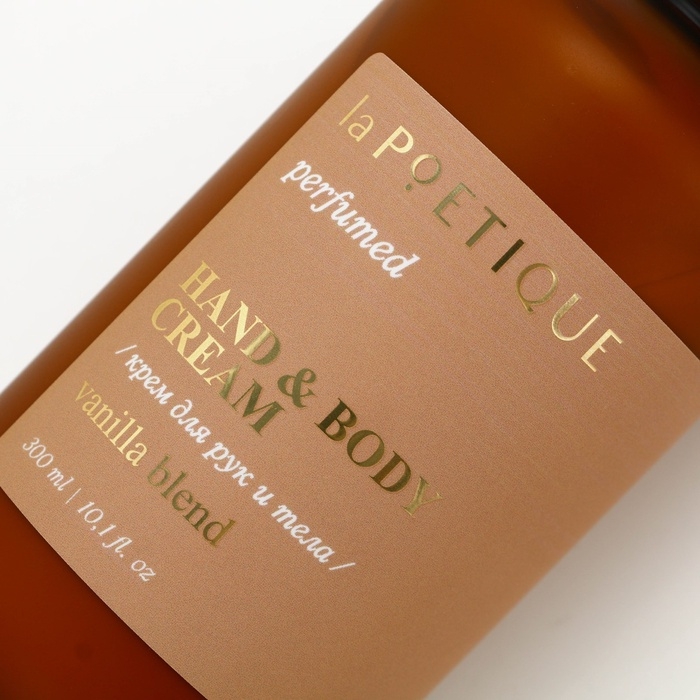 la POETIQUE
perfumed
HAND & BODY
CREAM
/крем для рук и тела/
vanilla blend
300 ml | 10,1 fl. oz